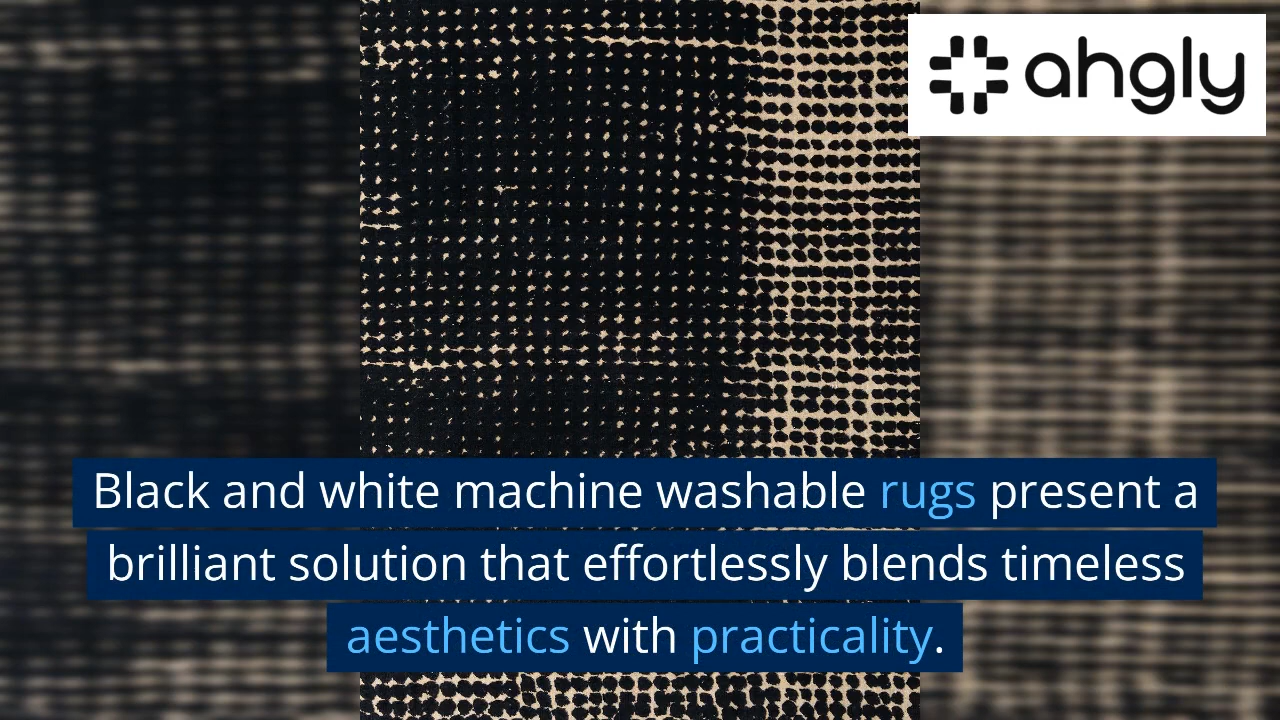 ahgly
Black and white machine washable rugs present a
brilliant solution that effortlessly blends timeless
aesthetics with practicality.